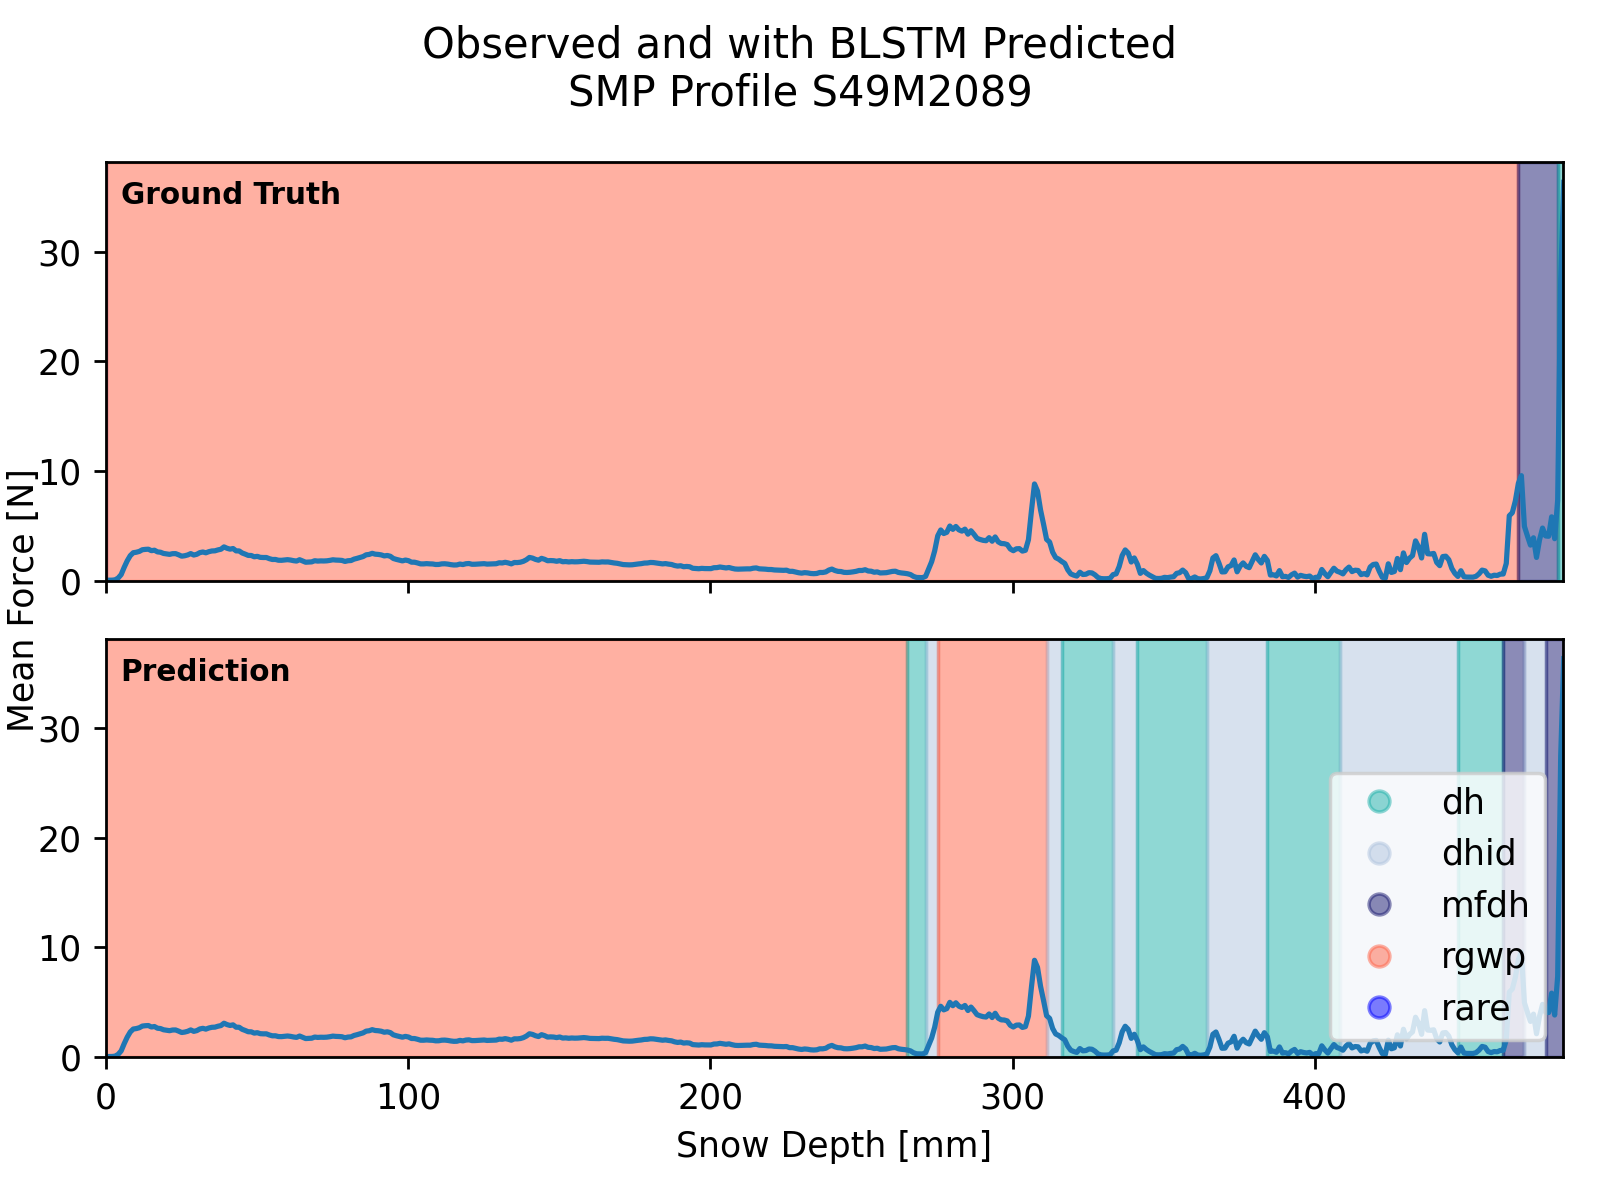 Observed and with BLSTM Predicted
SMP Profile S49M2089
Ground Truth
30
20
10
0
Mean Force [N]
Prediction
30
20
10
0
dh
dhid
mfdh
rgwp
rare
0 100 200 300 400
Snow Depth [mm]